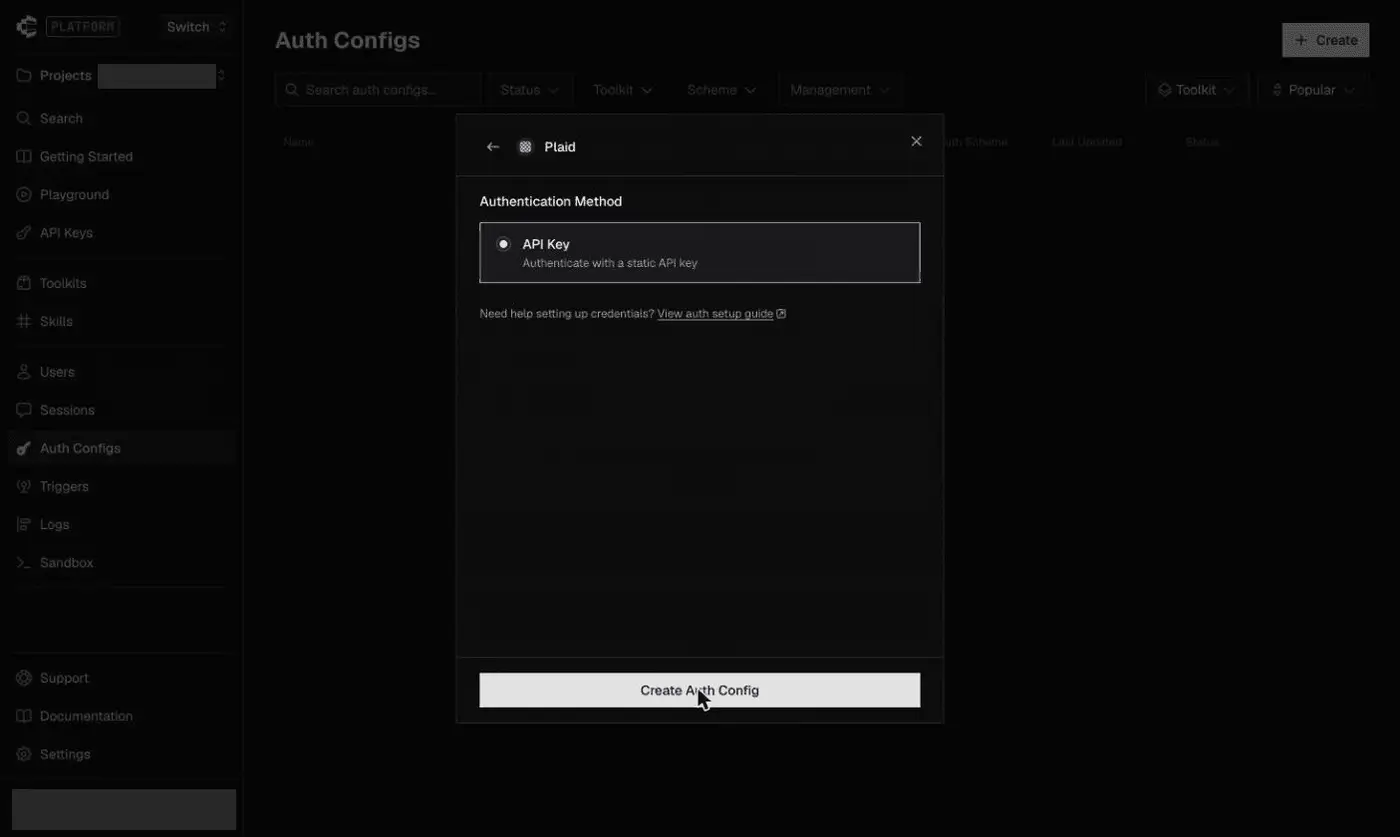 PLATFORM
Switch
Projects
Search
Getting Started
Playground
API Keys
Toolkits
Skills
Users
Sessions
Auth Configs
Triggers
Logs
Sandbox
Support
Documentation
Settings
Auth Configs
+ Create
Search auth configs...
Status
Toolkit
Scheme
Management
Toolkit
Popular
Name
uth Scheme
Last Updated
Status
Plaid
Authentication Method
API Key
Authenticate with a static API key
Need help setting up credentials? View auth setup guide
Create Auth Config